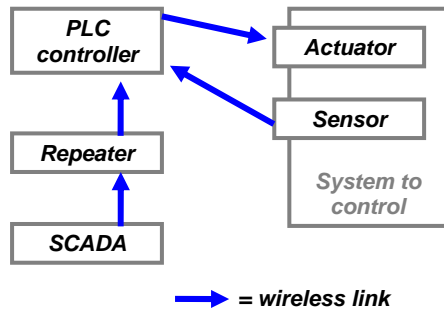 PLC
controller
Actuator
Sensor
Repeater
System to
control
SCADA
= wireless link